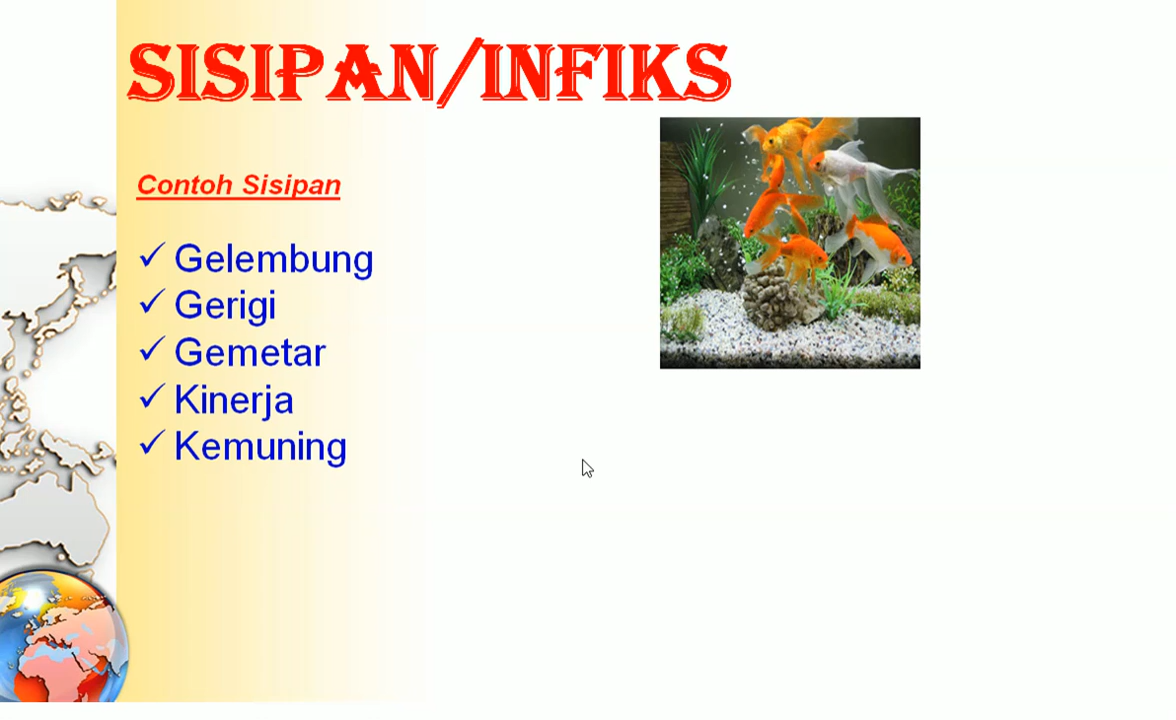 SISIPAN/INFIKS
Contoh Sisipan
✓ Gelembung
✓ Gerigi
✓ Gemetar
✓ Kinerja
✓ Kemuning